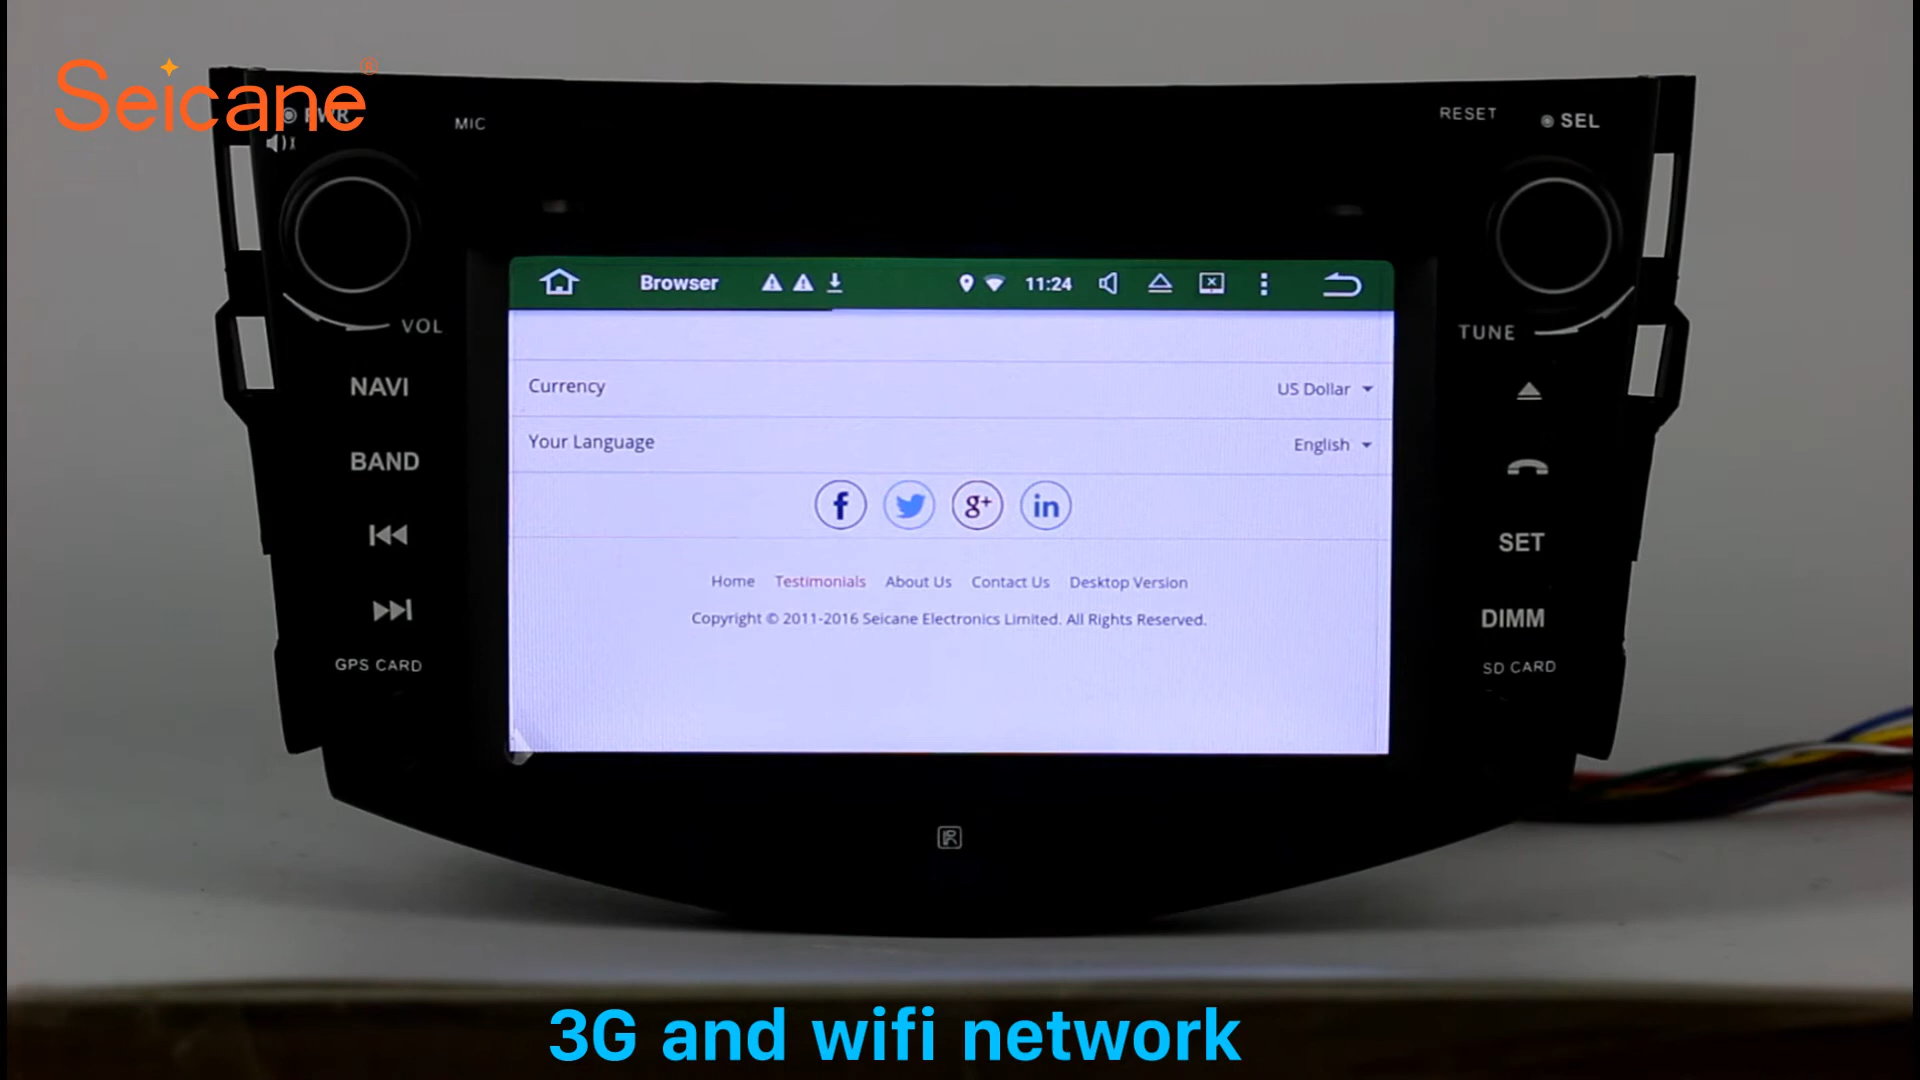 Seicane®
PWR
MIC
RESET
SEL
Browser
11:24
VOL
TUNE
NAVI
BAND
GPS CARD
Currency
US Dollar
Your Language
English
f
g+
in
Home Testimonials About Us Contact Us Desktop Version
Copyright © 2011-2016 Seicane Electronics Limited. All Rights Reserved.
SET
DIMM
SD CARD
IR
3G and wifi network